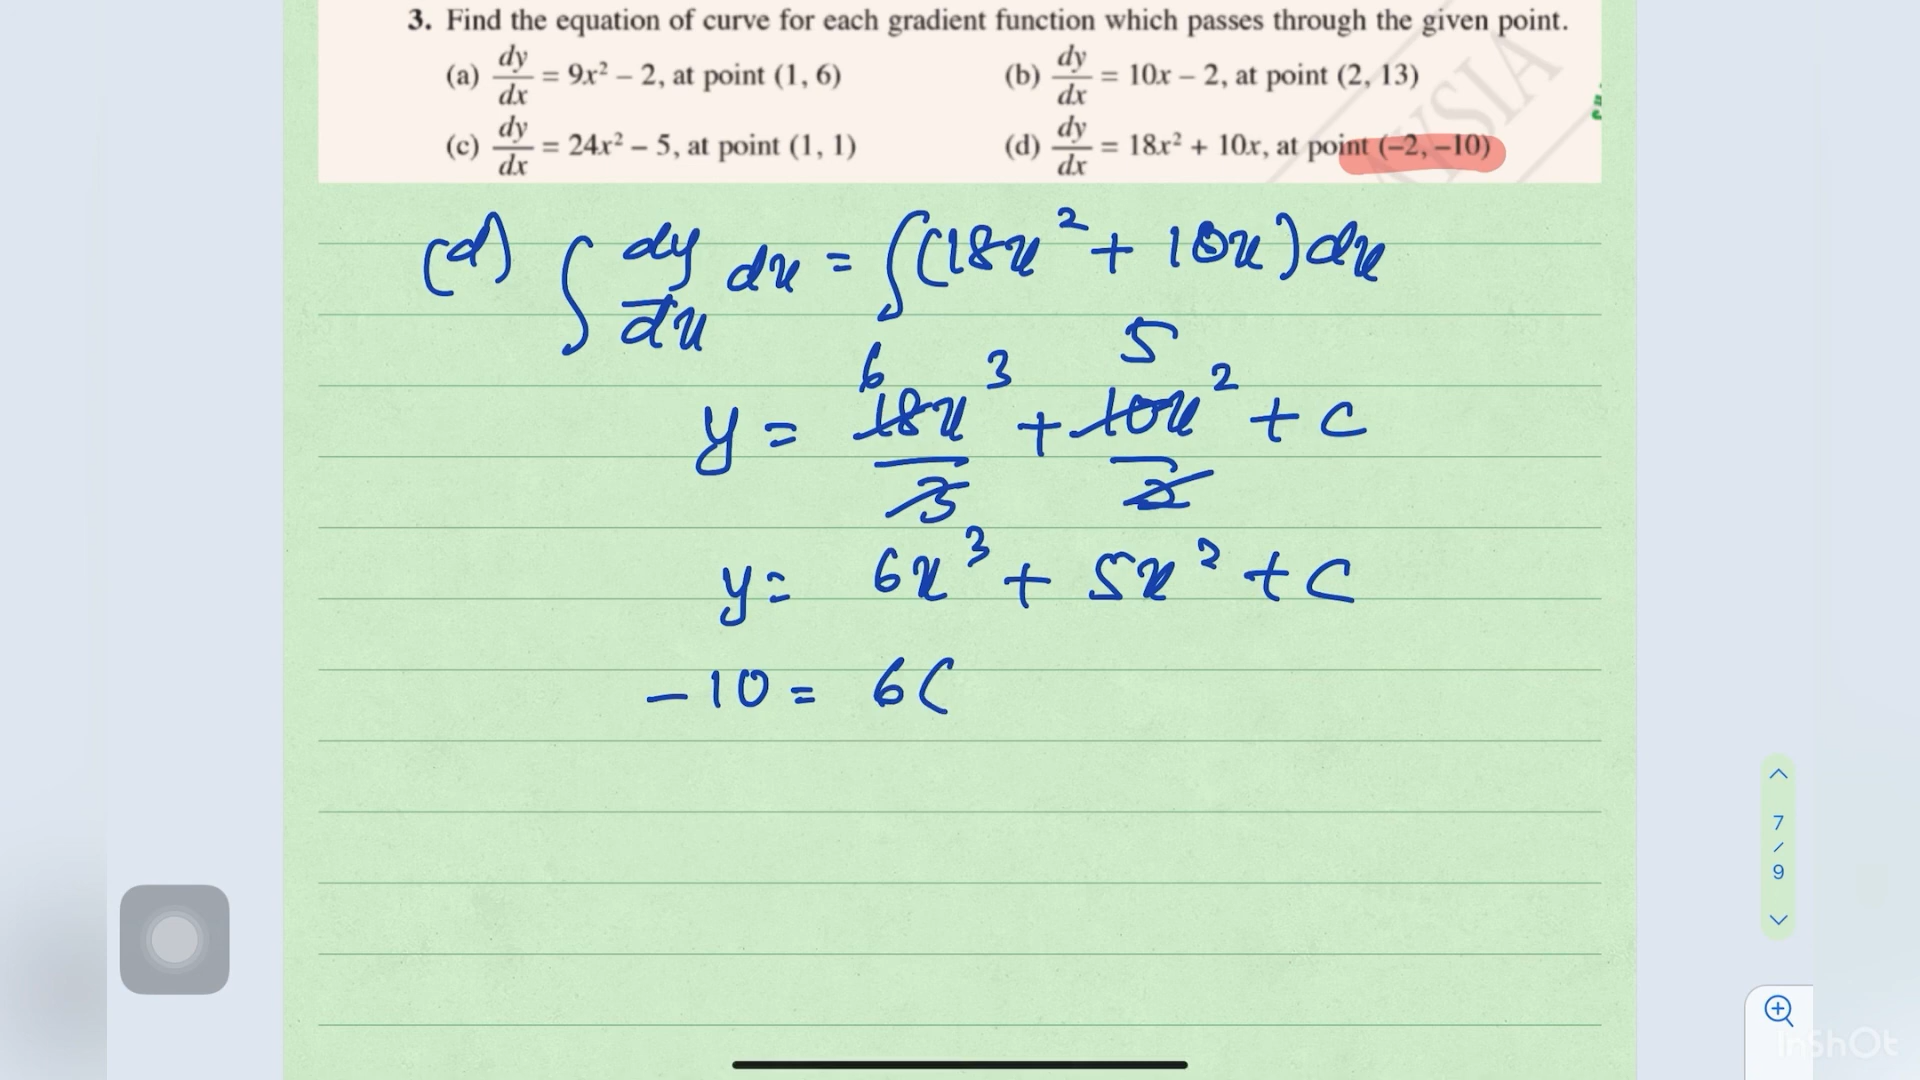 3. Find the equation of curve for each gradient function which passes through the given point.
(a) dy/dx = 9x² – 2, at point (1, 6) (b) dy/dx = 10x – 2, at point (2, 13)
(c) dy/dx = 24x² – 5, at point (1, 1) (d) dy/dx = 18x² + 10x, at point (–2, –10)
(d) ∫ dy/dx dx = ∫(18x² + 10x)dx
6 5
y = 18x³/3 + 10x²/2 + c
y = 6x³ + 5x² + c
-10 = 6(
7
/
9
InShOt